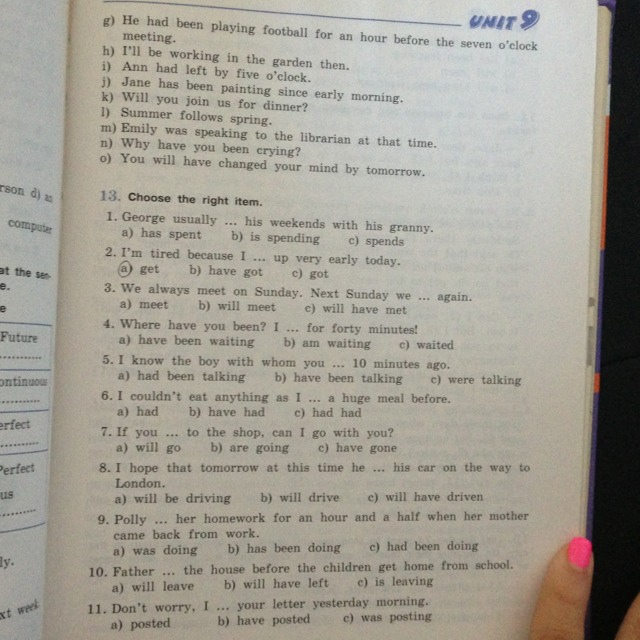 UNIT 9
g) He had been playing football for an hour before the seven o'clock
meeting.
h) I'll be working in the garden then.
i) Ann had left by five o'clock.
j) Jane has been painting since early morning.
k) Will you join us for dinner?
l) Summer follows spring.
m) Emily was speaking to the librarian at that time.
n) Why have you been crying?
o) You will have changed your mind by tomorrow.
13. Choose the right item.
1. George usually ... his weekends with his granny.
a) has spent b) is spending c) spends
2. I'm tired because I ... up very early today.
a) get b) have got c) got
3. We always meet on Sunday. Next Sunday we ... again.
a) meet b) will meet c) will have met
4. Where have you been? I ... for forty minutes!
a) have been waiting b) am waiting c) waited
5. I know the boy with whom you ... 10 minutes ago.
a) had been talking b) have been talking c) were talking
6. I couldn't eat anything as I ... a huge meal before.
a) had b) have had c) had had
7. If you ... to the shop, can I go with you?
a) will go b) are going c) have gone
8. I hope that tomorrow at this time he ... his car on the way to
London.
a) will be driving b) will drive c) will have driven
9. Polly ... her homework for an hour and a half when her mother
came back from work.
a) was doing b) has been doing c) had been doing
10. Father ... the house before the children get home from school.
a) will leave b) will have left c) is leaving
11. Don't worry, I ... your letter yesterday morning.
a) posted b) have posted c) was posting
rson d) an
computer
at the sen-
e.
e
Future
ontinuous
erfect
Perfect
us
ly.
xt week